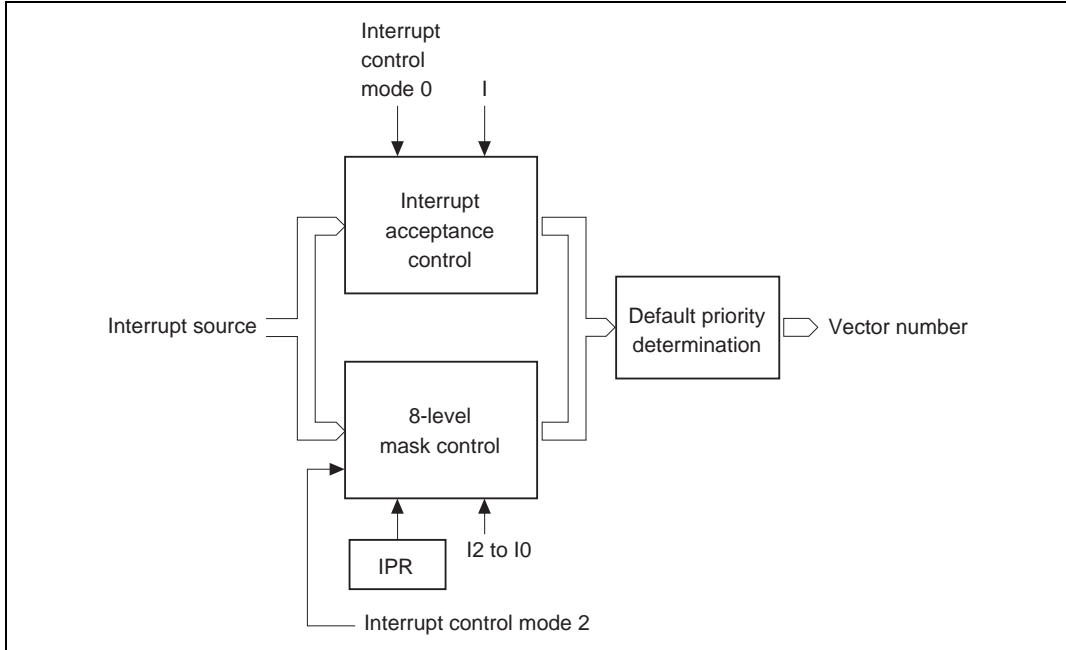 Interrupt
control
mode 0
I
Interrupt
acceptance
control
Interrupt source
Default priority
determination
Vector number
8-level
mask control
IPR
I2 to I0
Interrupt control mode 2